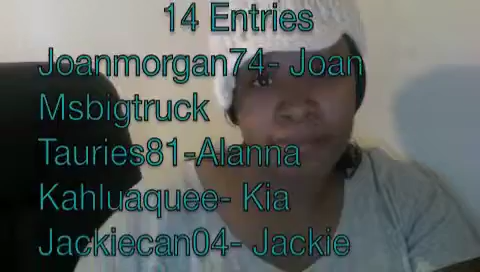 14 Entries
Joanmorgan74- Joan
Msbigtruck
Tauries81-Alanna
Kahluaquee- Kia
Jackiecan04- Jackie